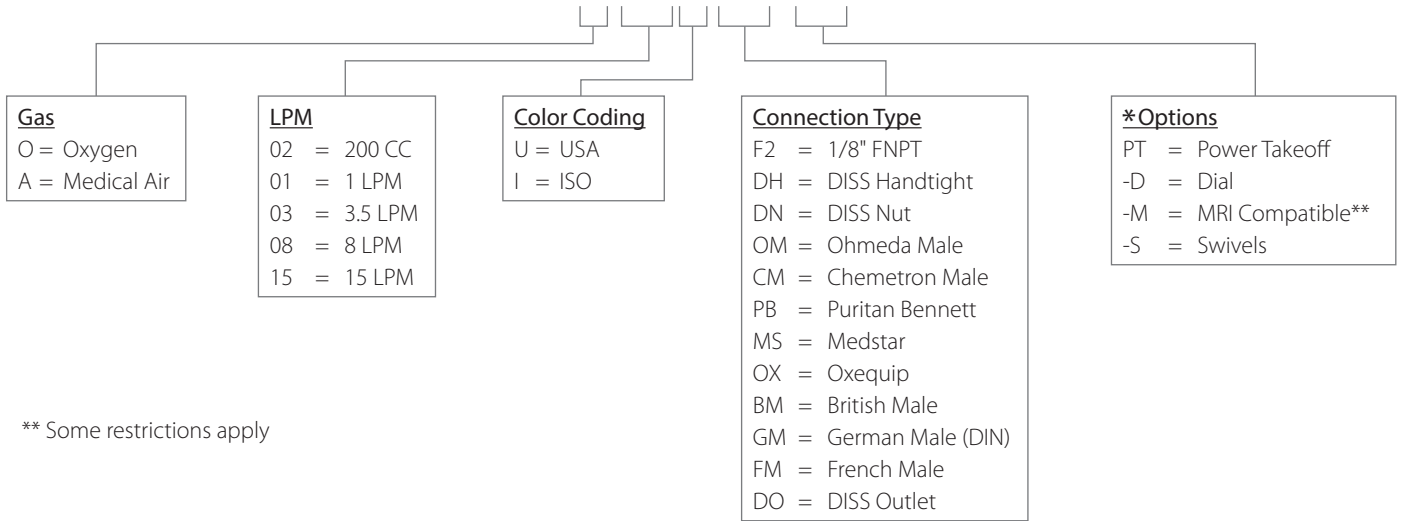 Gas
O = Oxygen
A = Medical Air
LPM
02 = 200 CC
01 = 1 LPM
03 = 3.5 LPM
08 = 8 LPM
15 = 15 LPM
Color Coding
U = USA
I = ISO
Connection Type
F2 = 1/8" FNPT
DH = DISS Handtight
DN = DISS Nut
OM = Ohmeda Male
CM = Chemetron Male
PB = Puritan Bennett
MS = Medstar
OX = Oxequip
BM = British Male
GM = German Male (DIN)
FM = French Male
DO = DISS Outlet
*Options
PT = Power Takeoff
-D = Dial
-M = MRI Compatible**
-S = Swivels
** Some restrictions apply